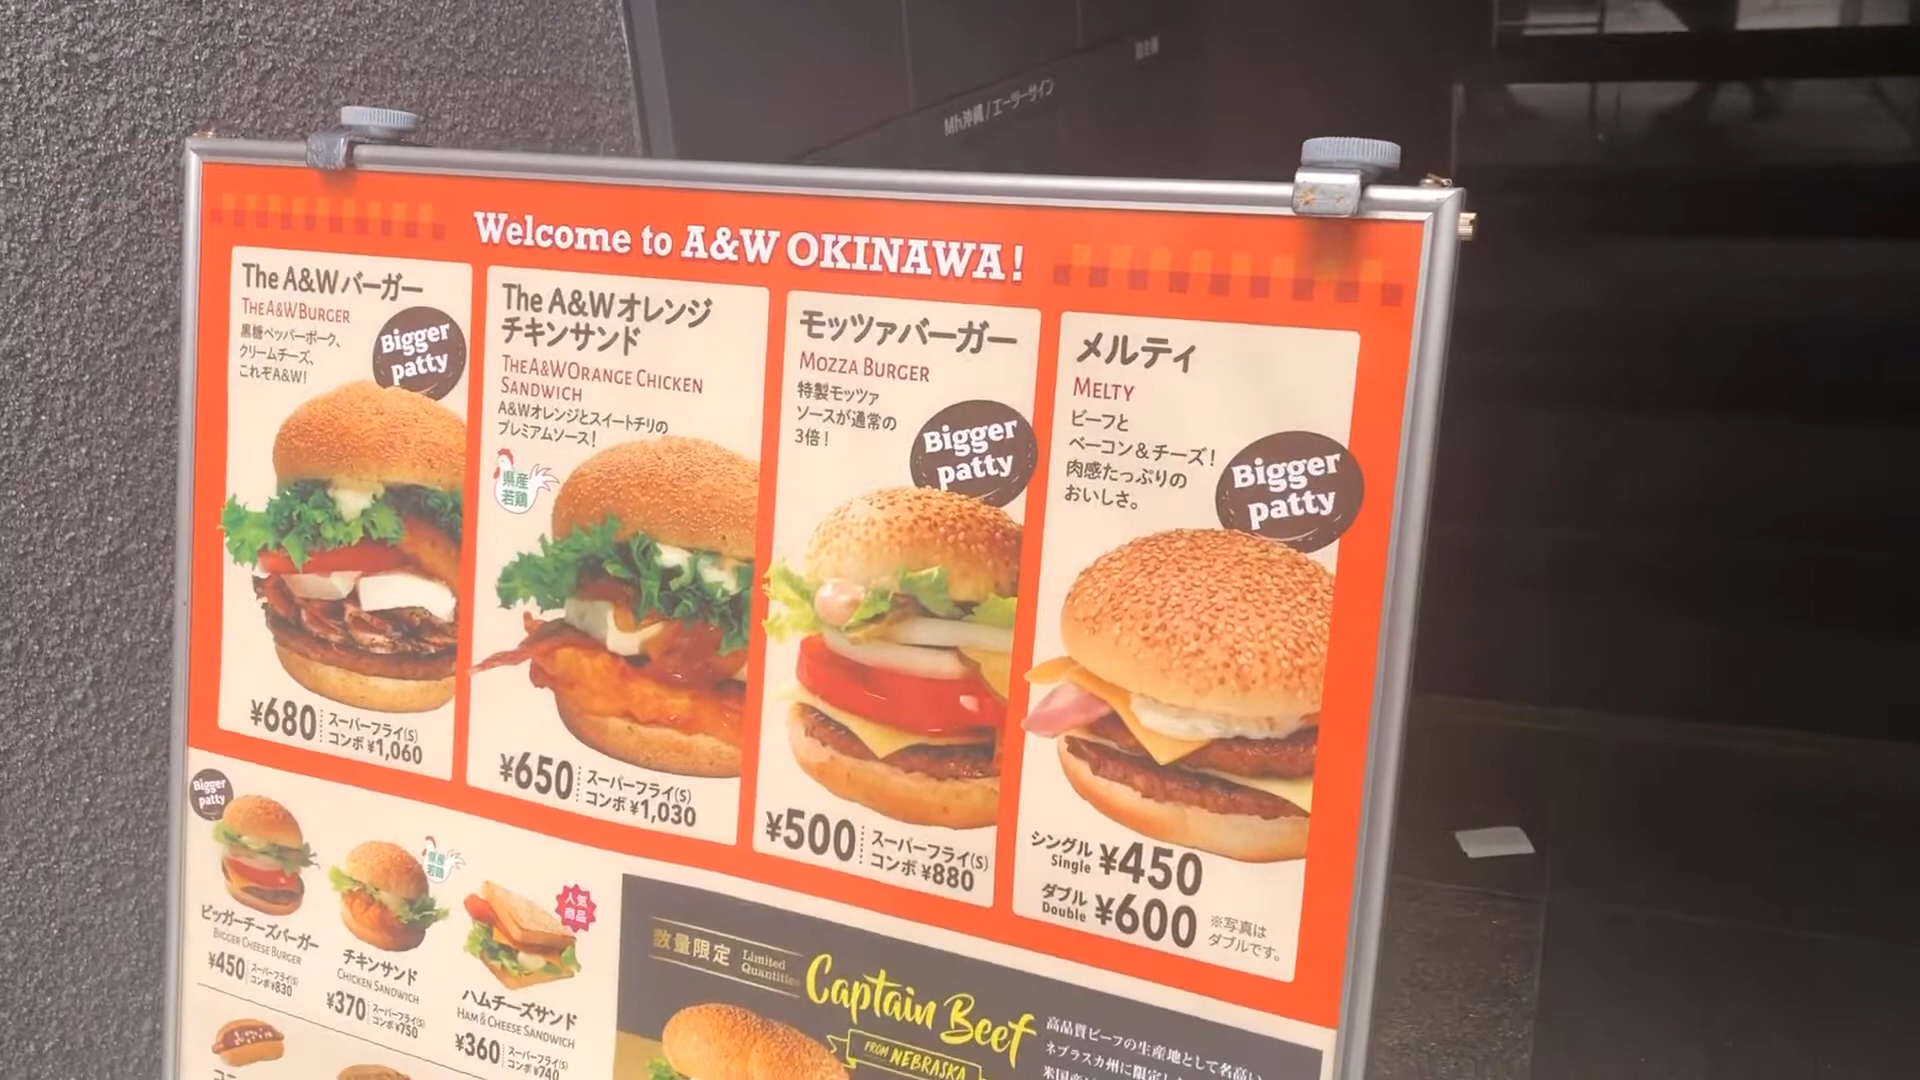 Mh沖縄/エーサイン
Welcome to A&W OKINAWA!
The A&Wバーガー
THE A&W BURGER
黒糖ペッパーポーク、
クリームチーズ、
これぞA&W!
Bigger
patty
¥680
スーパーフライ(S)
コンボ ¥1,060
The A&Wオレンジ
チキンサンド
THE A&W ORANGE CHICKEN
SANDWICH
A&Wオレンジとスイートチリの
プレミアムソース!
県産
若鶏
¥650
スーパーフライ(S)
コンボ ¥1,030
モッツァバーガー
MOZZA BURGER
特製モッツァ
ソースが通常の
3倍!
Bigger
patty
¥500
スーパーフライ(S)
コンボ ¥880
メルティ
MELTY
ビーフと
ベーコン&チーズ!
肉感たっぷりの
おいしさ。
Bigger
patty
シングル
Single
¥450
ダブル
Double
¥600
※写真は
ダブルです。
Bigger
patty
ビッガーチーズバーガー
BIGGER CHEESE BURGER
¥450
スーパーフライ(S)
コンボ ¥830
県産
若鶏
チキンサンド
CHICKEN SANDWICH
¥370
スーパーフライ(S)
コンボ ¥750
人気
商品
ハムチーズサンド
HAM & CHEESE SANDWICH
¥360
スーパーフライ(S)
コンボ ¥740
数量限定
Limited
Quantities
Captain Beef
FROM NEBRASKA
高品質ビーフの生産地として名高い
ネブラスカ州に限定し
米国産